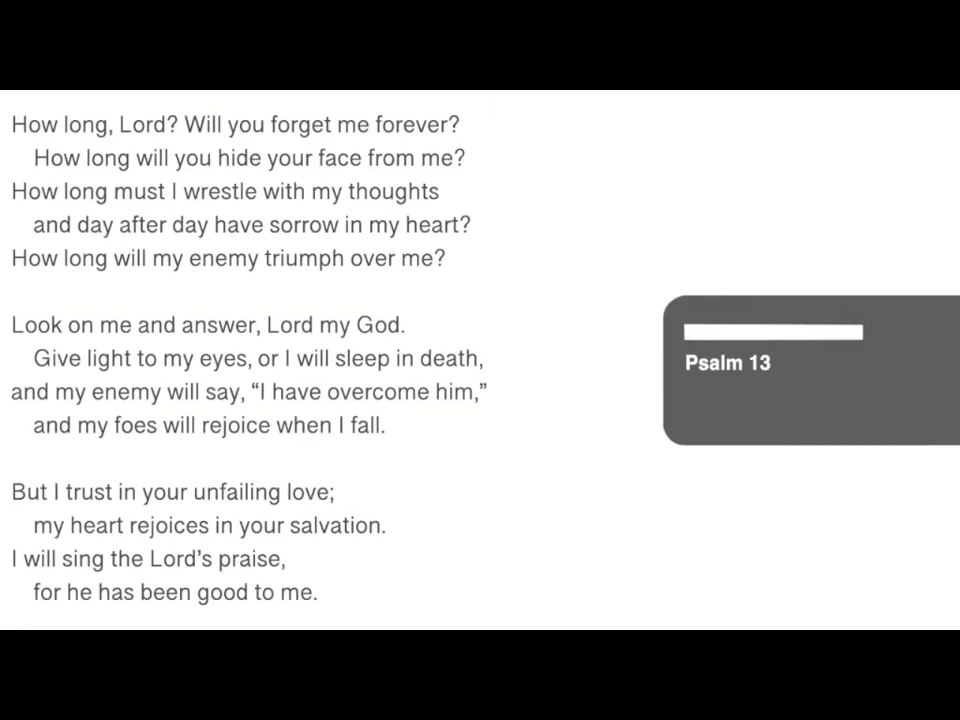 How long, Lord? Will you forget me forever?
How long will you hide your face from me?
How long must I wrestle with my thoughts
and day after day have sorrow in my heart?
How long will my enemy triumph over me?
Look on me and answer, Lord my God.
Give light to my eyes, or I will sleep in death,
and my enemy will say, “I have overcome him,”
and my foes will rejoice when I fall.
But I trust in your unfailing love;
my heart rejoices in your salvation.
I will sing the Lord’s praise,
for he has been good to me.
Psalm 13